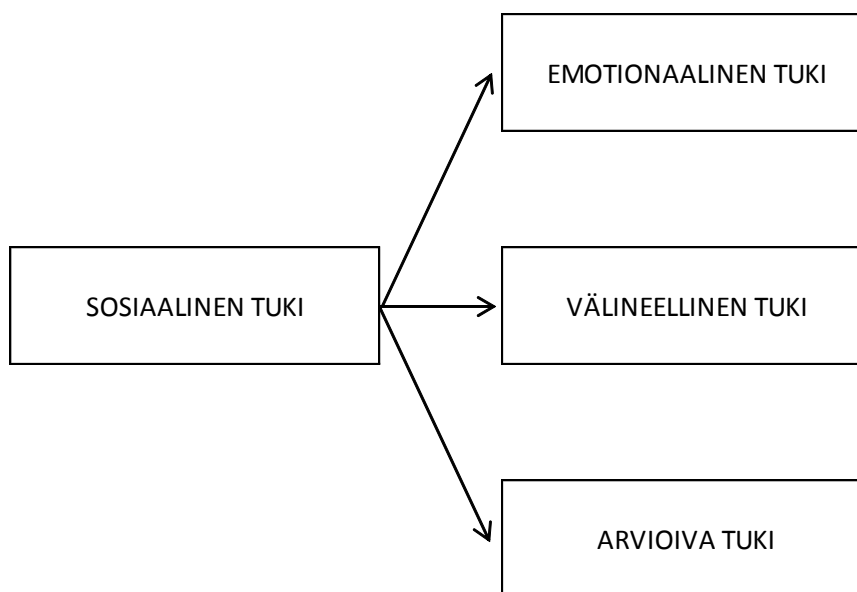 EMOTIONAALINEN TUKI
SOSIAALINEN TUKI
VÄLINEELLINEN TUKI
ARVIOIVA TUKI